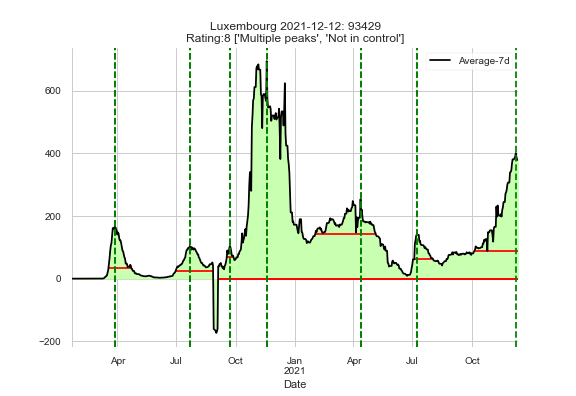 Luxembourg 2021-12-12: 93429
Rating:8 ['Multiple peaks', 'Not in control']
Average-7d
600
400
200
0
−200
Apr Jul Oct Jan Apr Jul Oct
2021
Date